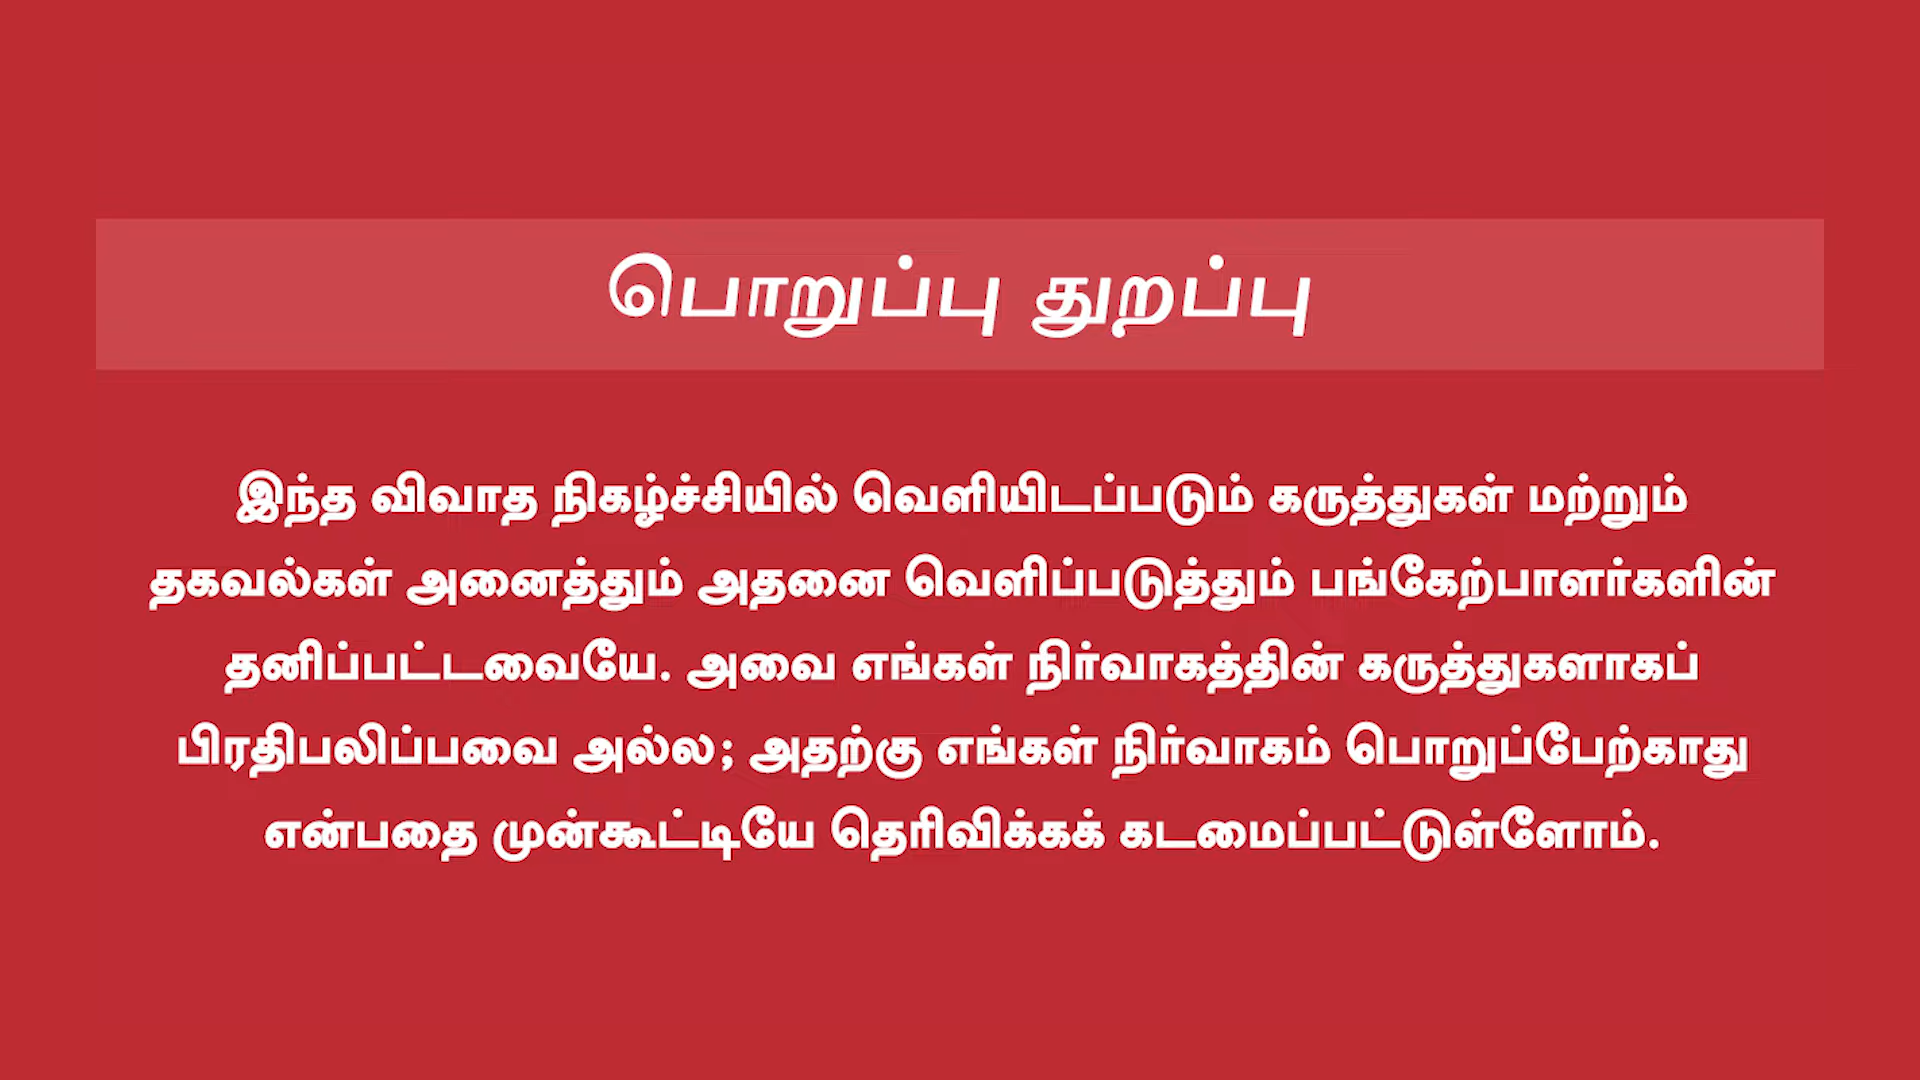 பொறுப்பு துறப்பு
இந்த விவாத நிகழ்ச்சியில் வெளியிடப்படும் கருத்துகள் மற்றும்
தகவல்கள் அனைத்தும் அதனை வெளிப்படுத்தும் பங்கேற்பாளர்களின்
தனிப்பட்டவையே. அவை எங்கள் நிர்வாகத்தின் கருத்துகளாகப்
பிரதிபலிப்பவை அல்ல; அதற்கு எங்கள் நிர்வாகம் பொறுப்பேற்காது
என்பதை முன்கூட்டியே தெரிவிக்கக் கடமைப்பட்டுள்ளோம்.